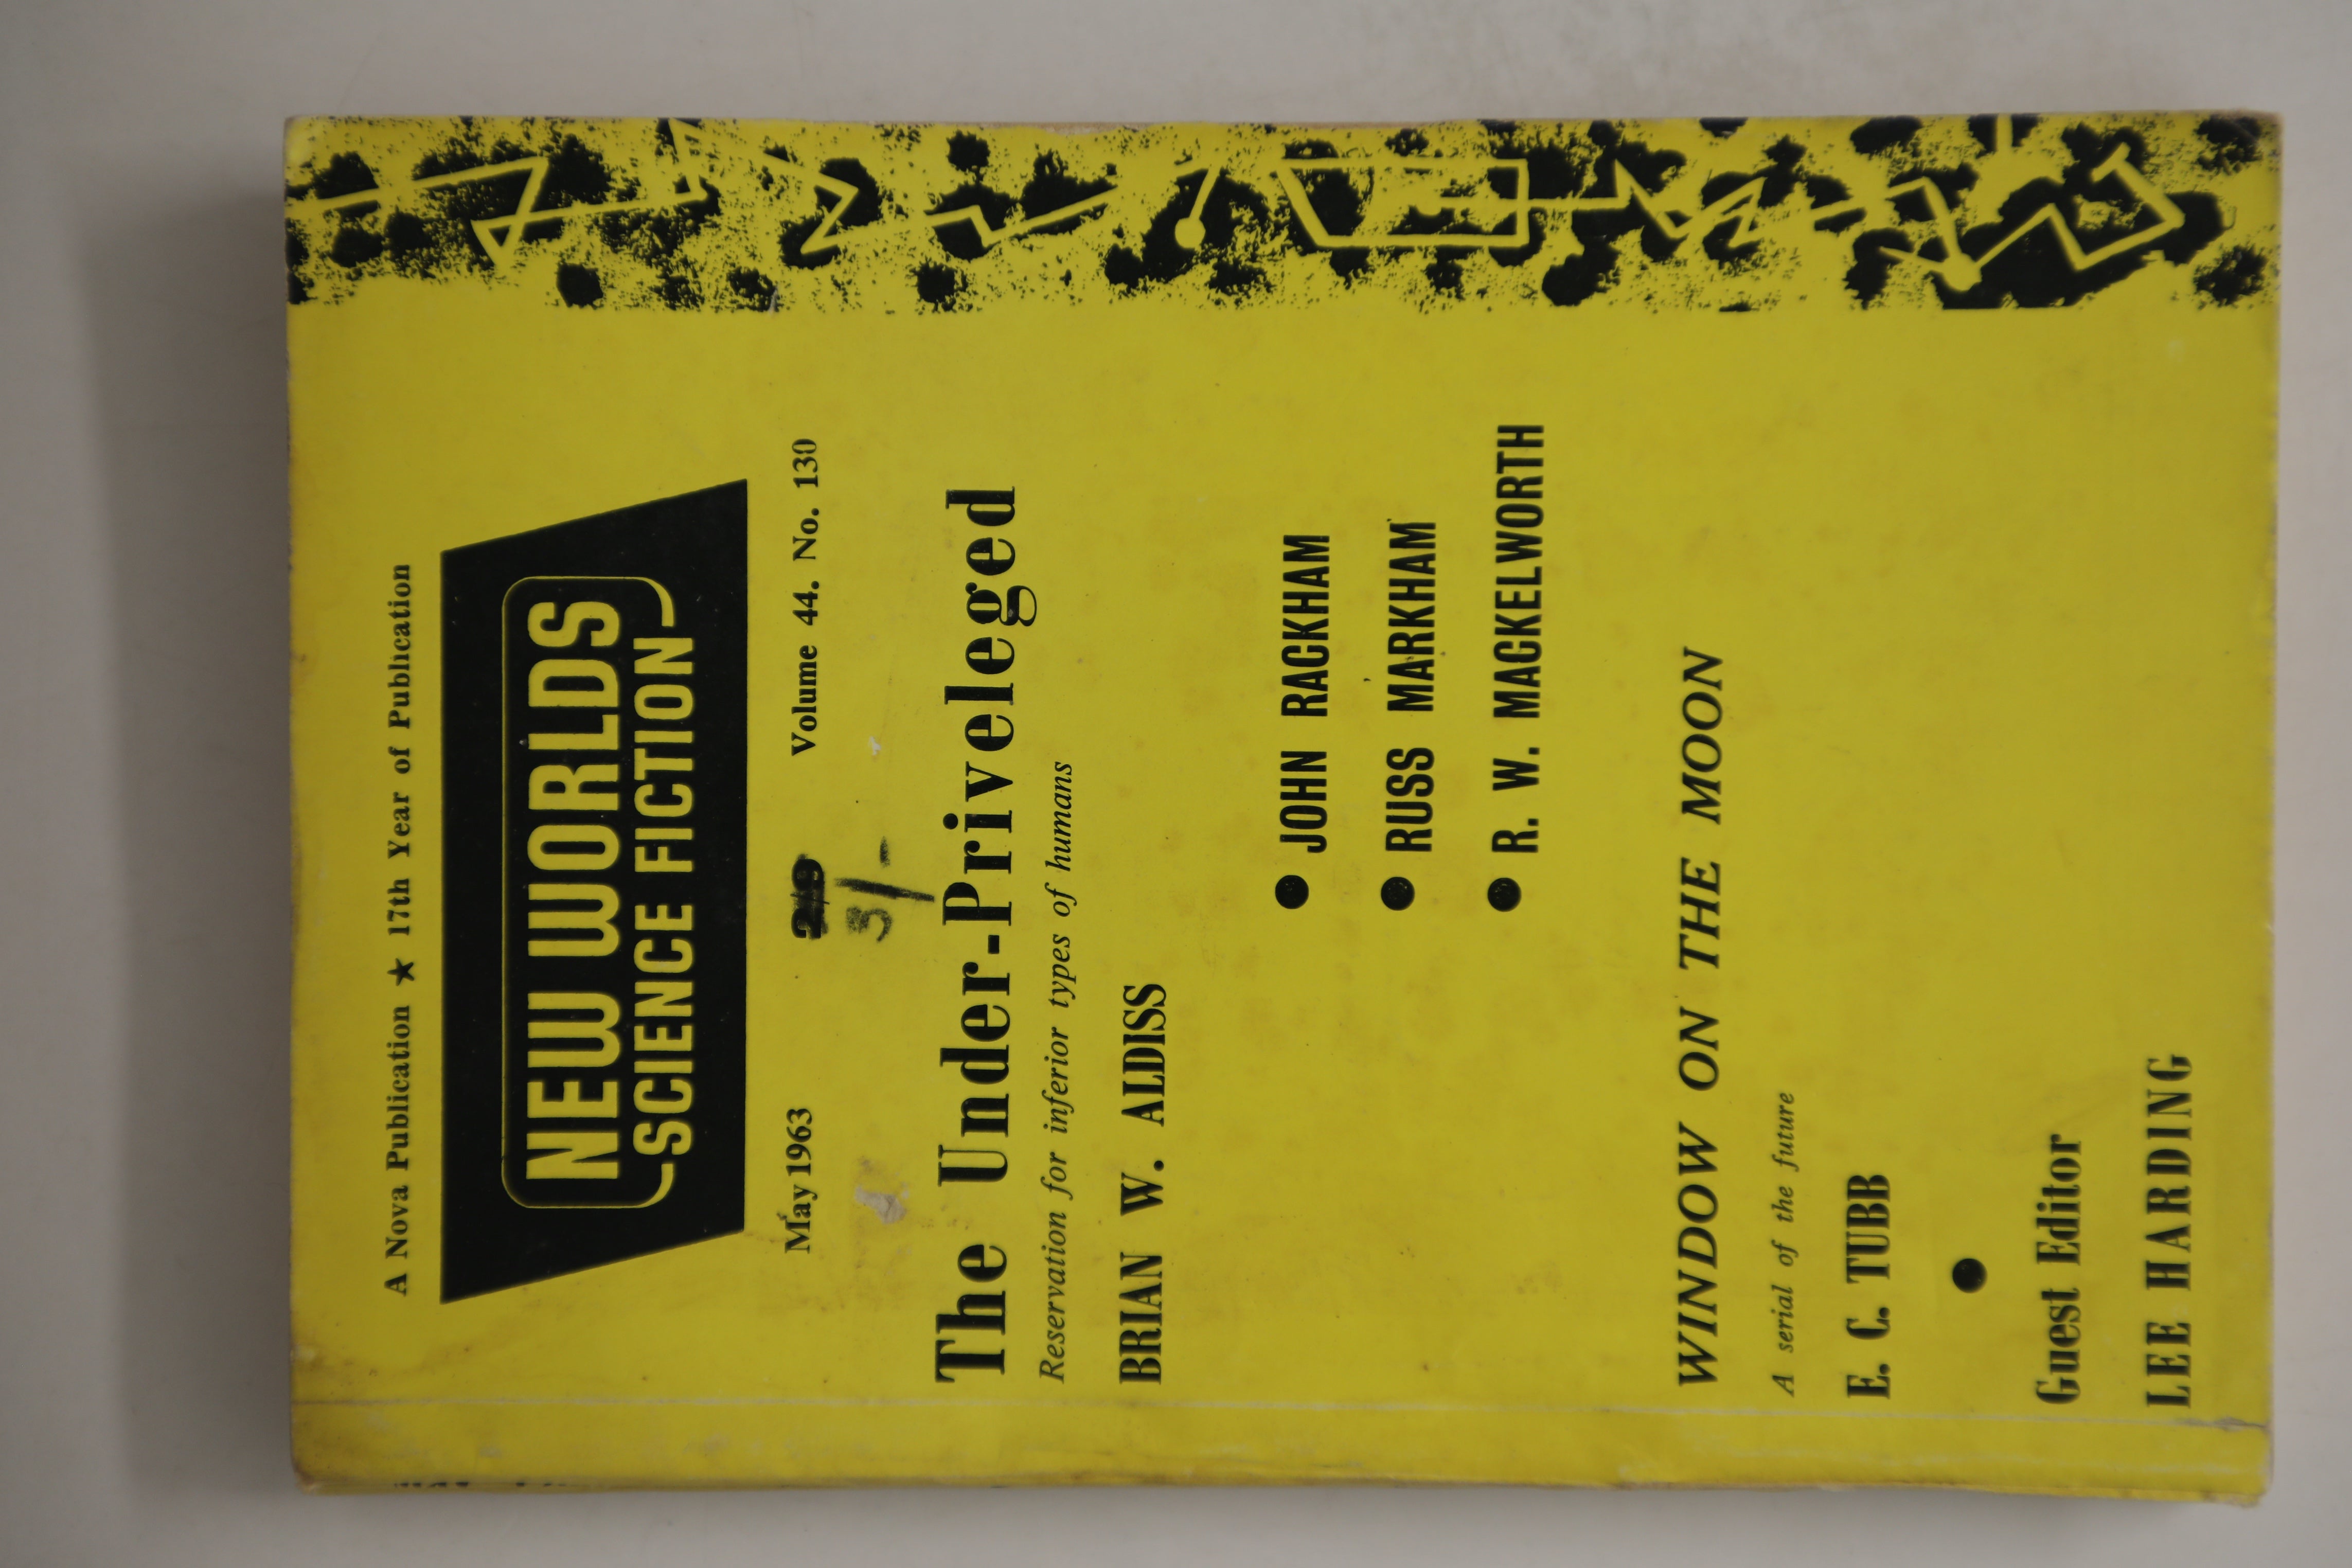 A Nova Publication ★ 17th Year of Publication
NEW WORLDS
SCIENCE FICTION
May 1963 2/9 Volume 44. No. 130
3/-
The Under-Priveleged
Reservation for inferior types of humans
BRIAN W. ALDISS
● JOHN RACKHAM
● RUSS MARKHAM
● R. W. MACKELWORTH
WINDOW ON THE MOON
A serial of the future
E. C. TUBB
●
Guest Editor
LEE HARDING